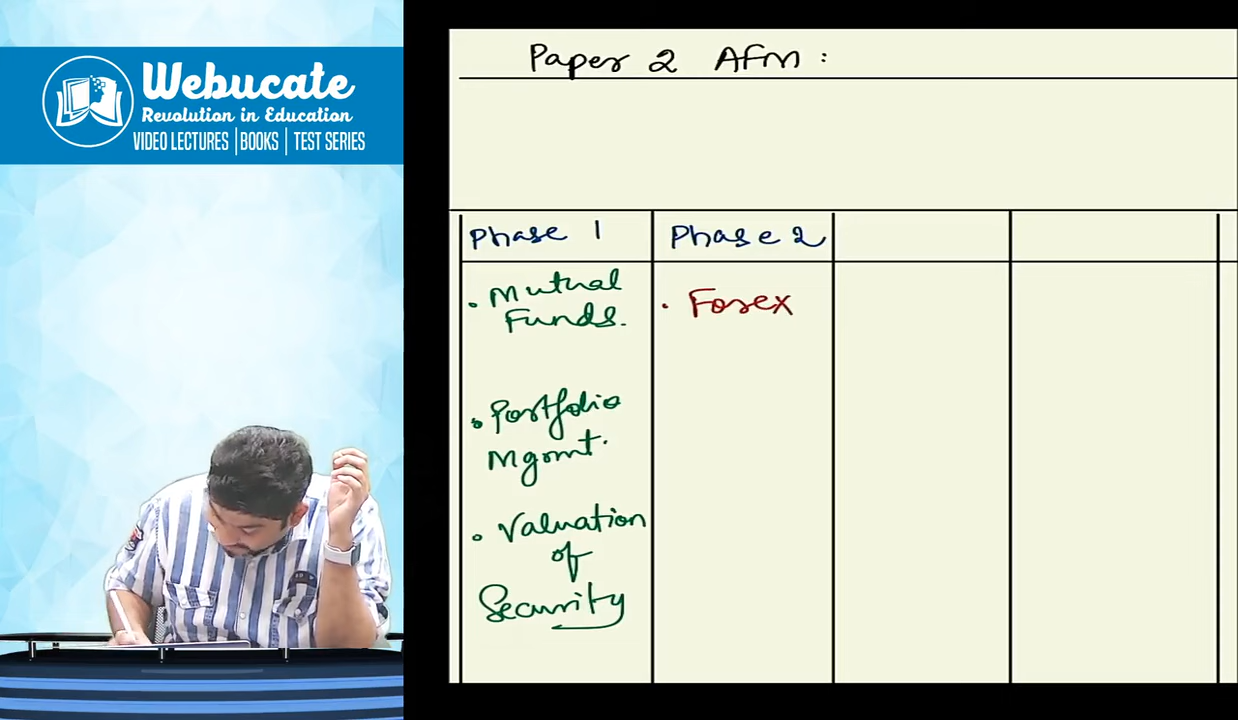 Webucate
Revolution in Education
VIDEO LECTURES | BOOKS | TEST SERIES
Paper 2 AFM :
Phase 1
Phase 2
• Mutual
Funds.
• Portfolio
Mgmt.
• Valuation
of
Security
• Forex